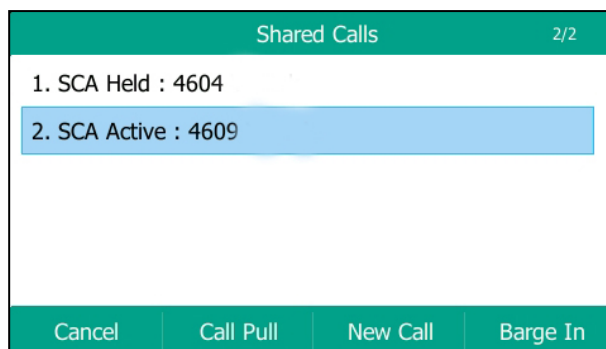 Shared Calls 2/2
1. SCA Held : 4604
2. SCA Active : 4609
Cancel Call Pull New Call Barge In